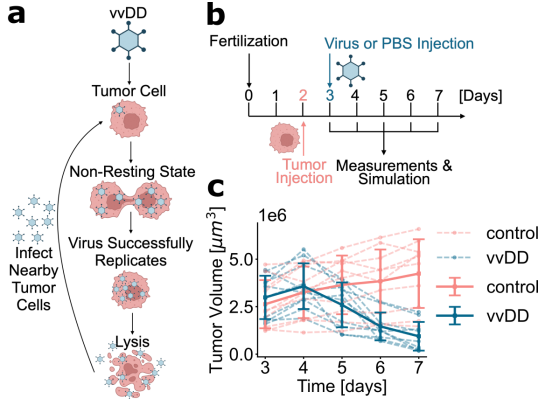 a
vvDD
Tumor Cell
Non-Resting State
Virus Successfully
Replicates
Lysis
Infect
Nearby
Tumor
Cells
b
Fertilization
Virus or PBS Injection
0 1 2 3 4 5 6 7 [Days]
Tumor
Injection
Measurements &
Simulation
c
1e6
Tumor Volume [μm³]
5.0
2.5
0.0
3 4 5 6 7
Time [days]
control
vvDD
control
vvDD